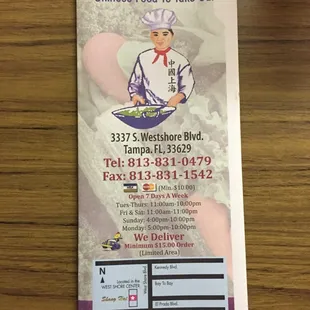 Chinese Food To Take Out
中國上海
3337 S. Westshore Blvd.
Tampa, FL, 33629
Tel: 813-831-0479
Fax: 813-831-1542
(Min. $10.00)
Open 7 Days A Week
Tues-Thurs: 11:00am-10:00pm
Fri & Sat: 11:00am-11:00pm
Sunday: 4:00pm-10:00pm
Monday: 5:00pm-10:00pm
We Deliver
Minimum $15.00 Order
(Limited Area)
N
Located in the
WEST SHORE CENTER
West Shore Blvd
Kennedy Blvd
Bay To Bay
El Prado Blvd.